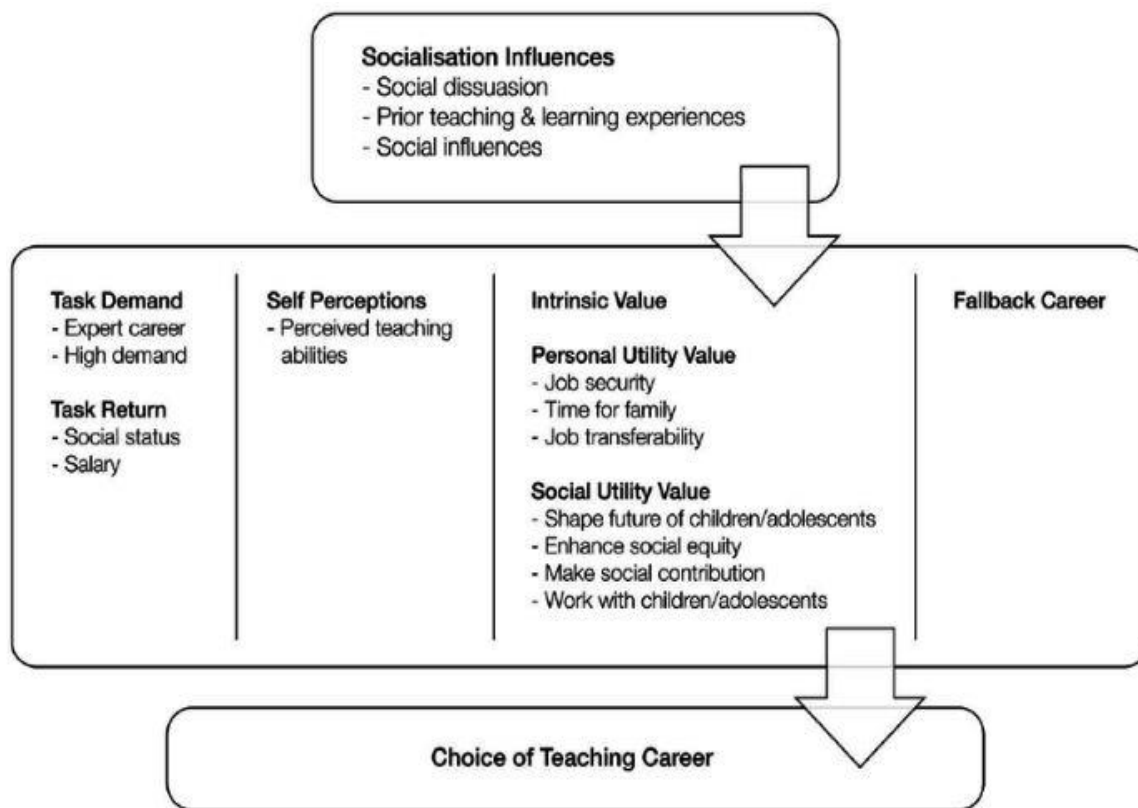 Socialisation Influences
- Social dissuasion
- Prior teaching & learning experiences
- Social influences
Task Demand
- Expert career
- High demand
Task Return
- Social status
- Salary
Self Perceptions
- Perceived teaching
abilities
Intrinsic Value
Personal Utility Value
- Job security
- Time for family
- Job transferability
Social Utility Value
- Shape future of children/adolescents
- Enhance social equity
- Make social contribution
- Work with children/adolescents
Fallback Career
Choice of Teaching Career